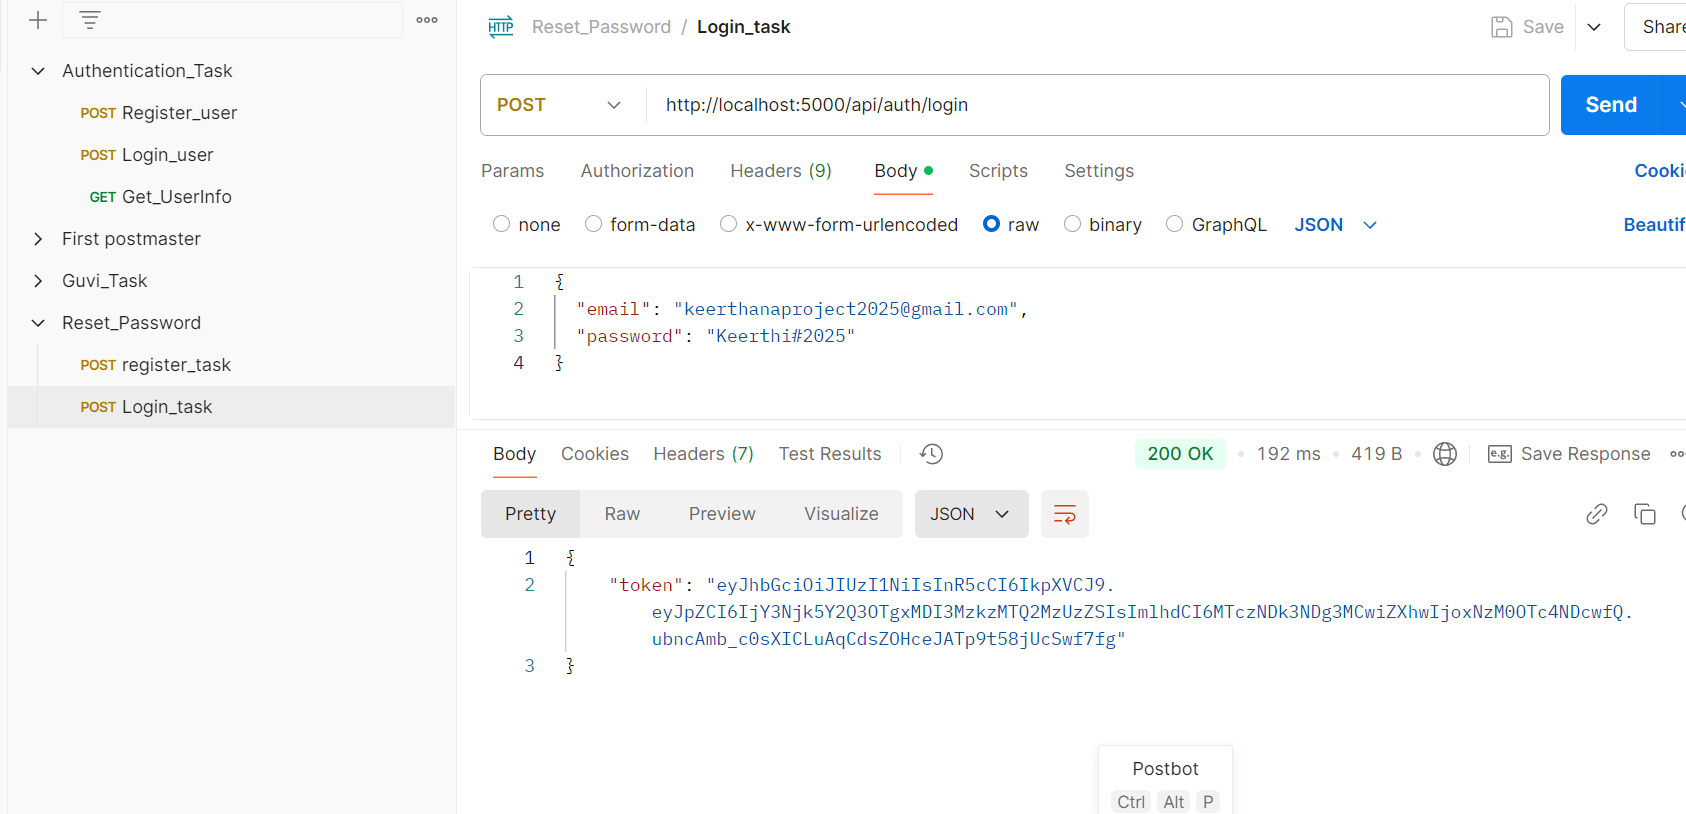 HTTP Reset_Password / Login_task Save Share
Authentication_Task
POST Register_user
POST Login_user
GET Get_UserInfo
First postmaster
Guvi_Task
Reset_Password
POST register_task
POST Login_task
POST http://localhost:5000/api/auth/login Send
Params Authorization Headers (9) Body Scripts Settings Cooki
none form-data x-www-form-urlencoded raw binary GraphQL JSON Beautif
1 {
2 "email": "keerthanaproject2025@gmail.com",
3 "password": "Keerthi#2025"
4 }
Body Cookies Headers (7) Test Results 200 OK • 192 ms • 419 B • e.g. Save Response
Pretty Raw Preview Visualize JSON
1 {
2 "token": "eyJhbGciOiJIUzI1NiIsInR5cCI6IkpXVCJ9.
eyJpZCI6IjY3Njk5Y2Q3OTgxMDI3MzkzMTQ2MzUzZSIsImlhdCI6MTczNDk3NDg3MCwiZXhwIjoxNzM0OTc4NDcwfQ.
ubncAmb_c0sXICLuAqCdsZOHceJATp9t58jUcSwf7fg"
3 }
Postbot
Ctrl Alt P